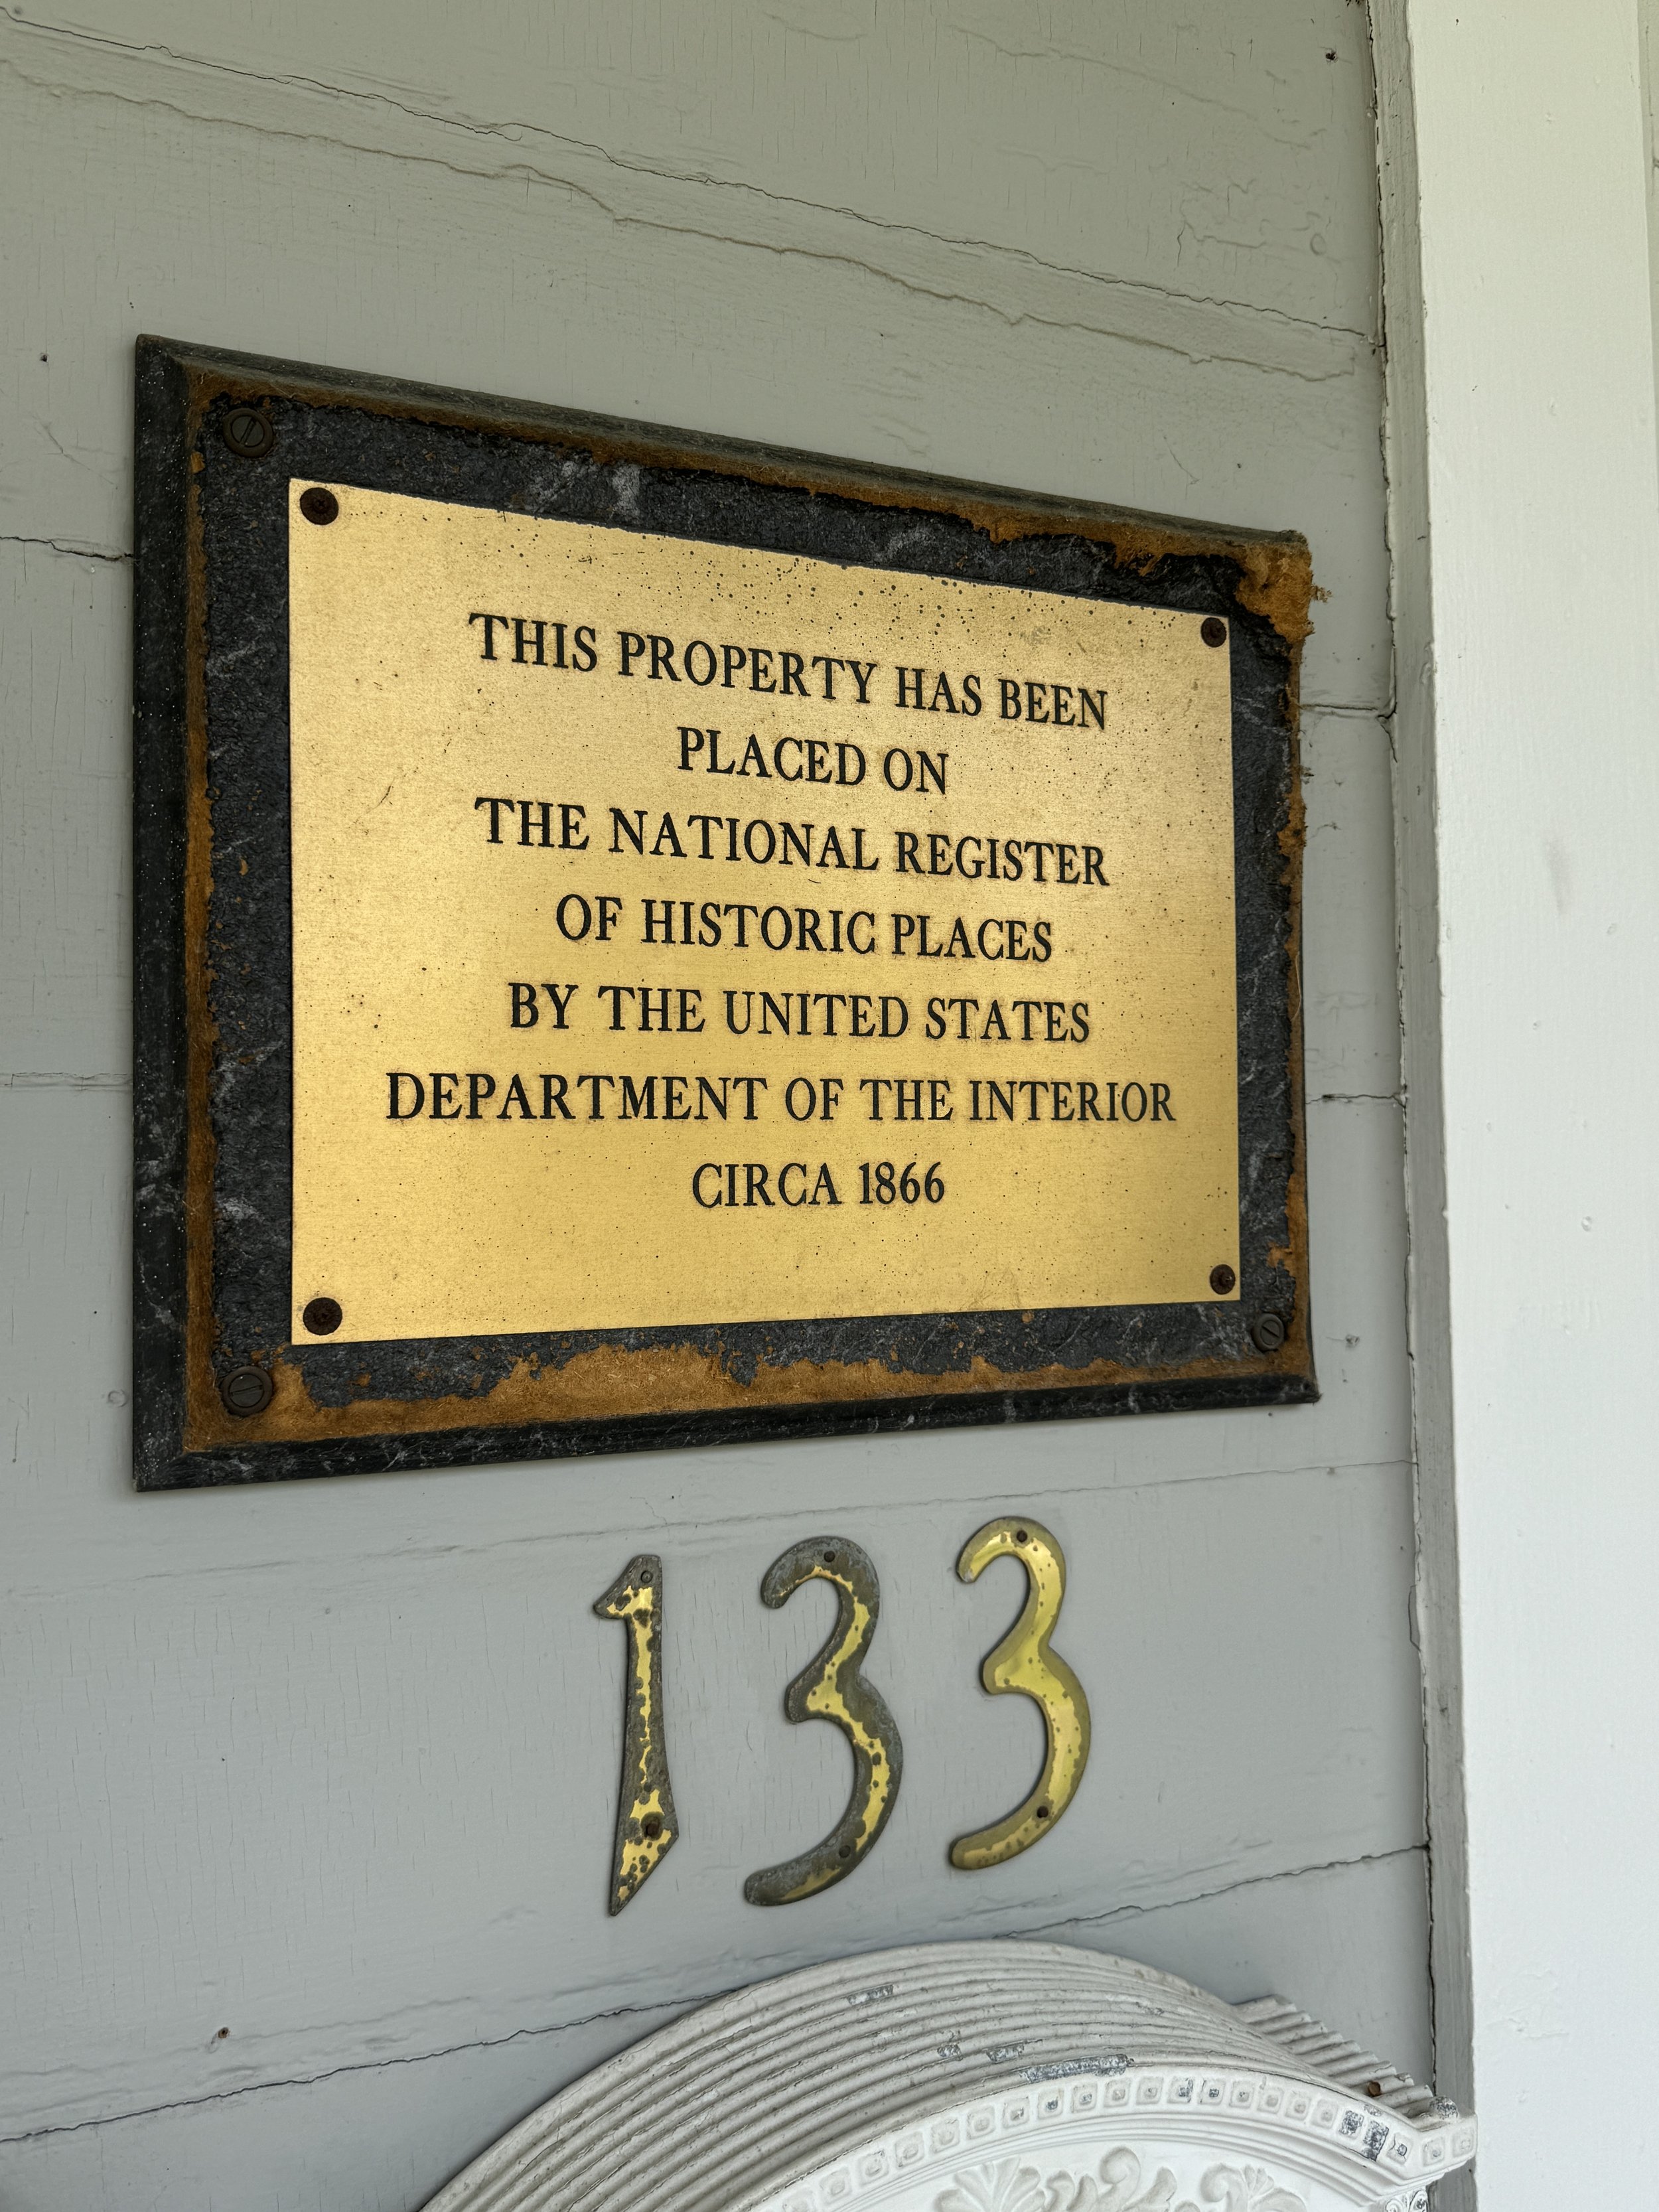 THIS PROPERTY HAS BEEN
PLACED ON
THE NATIONAL REGISTER
OF HISTORIC PLACES
BY THE UNITED STATES
DEPARTMENT OF THE INTERIOR
CIRCA 1866
133